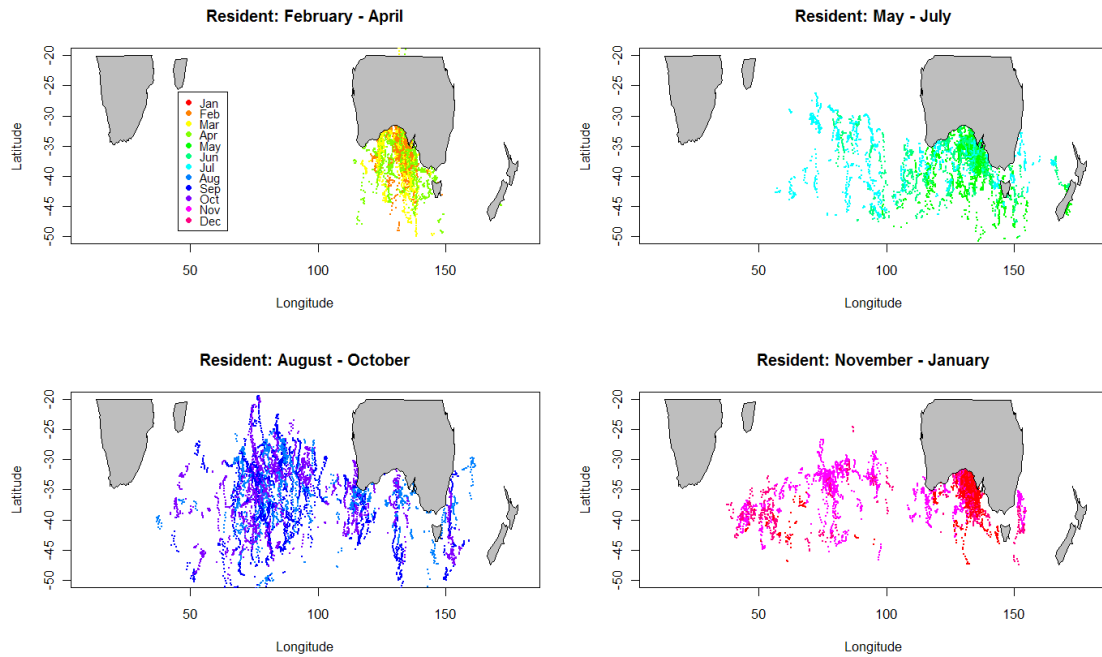 Resident: February - April
Latitude
-20
-25
-30
-35
-40
-45
-50
Jan
Feb
Mar
Apr
May
Jun
Jul
Aug
Sep
Oct
Nov
Dec
50
100
150
Longitude
Resident: May - July
Latitude
-20
-25
-30
-35
-40
-45
-50
50
100
150
Longitude
Resident: August - October
Latitude
-20
-25
-30
-35
-40
-45
-50
50
100
150
Longitude
Resident: November - January
Latitude
-20
-25
-30
-35
-40
-45
-50
50
100
150
Longitude